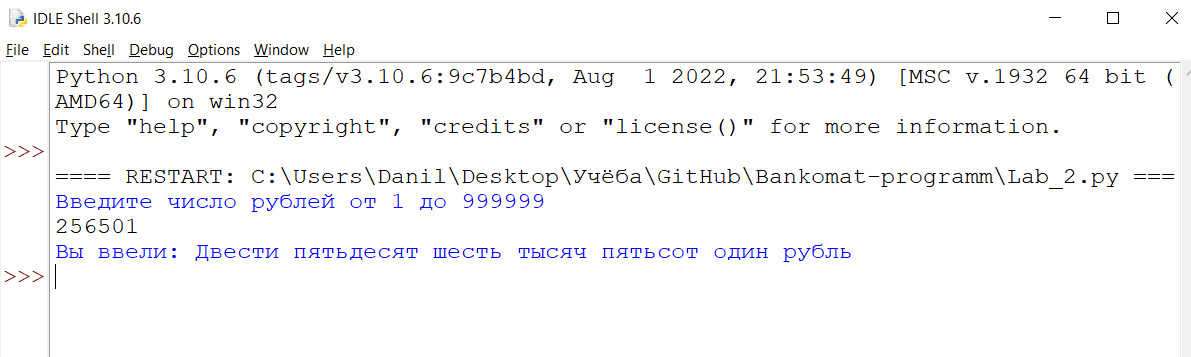 IDLE Shell 3.10.6
File Edit Shell Debug Options Window Help
Python 3.10.6 (tags/v3.10.6:9c7b4bd, Aug  1 2022, 21:53:49) [MSC v.1932 64 bit (
AMD64)] on win32
Type "help", "copyright", "credits" or "license()" for more information.
>>>
==== RESTART: C:\Users\Danil\Desktop\Учёба\GitHub\Bankomat-programm\Lab_2.py ===
Введите число рублей от 1 до 999999
256501
Вы ввели: Двести пятьдесят шесть тысяч пятьсот один рубль
>>>